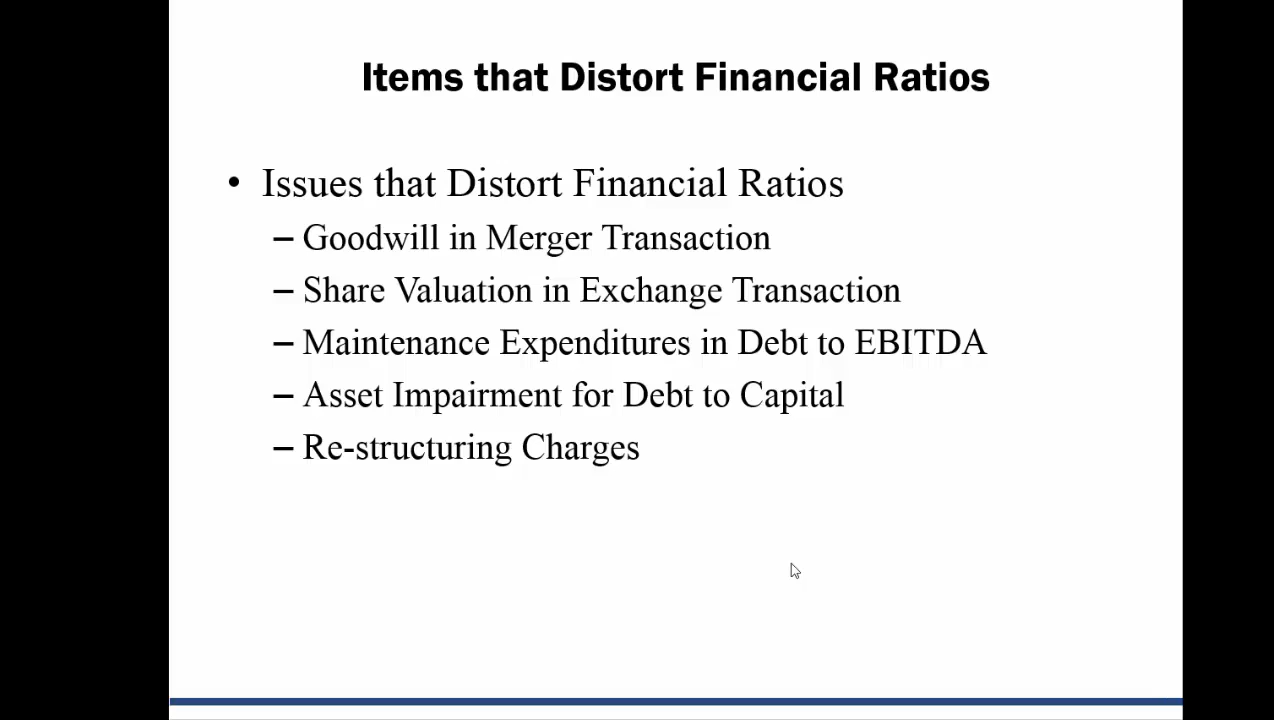 Items that Distort Financial Ratios
• Issues that Distort Financial Ratios
– Goodwill in Merger Transaction
– Share Valuation in Exchange Transaction
– Maintenance Expenditures in Debt to EBITDA
– Asset Impairment for Debt to Capital
– Re-structuring Charges